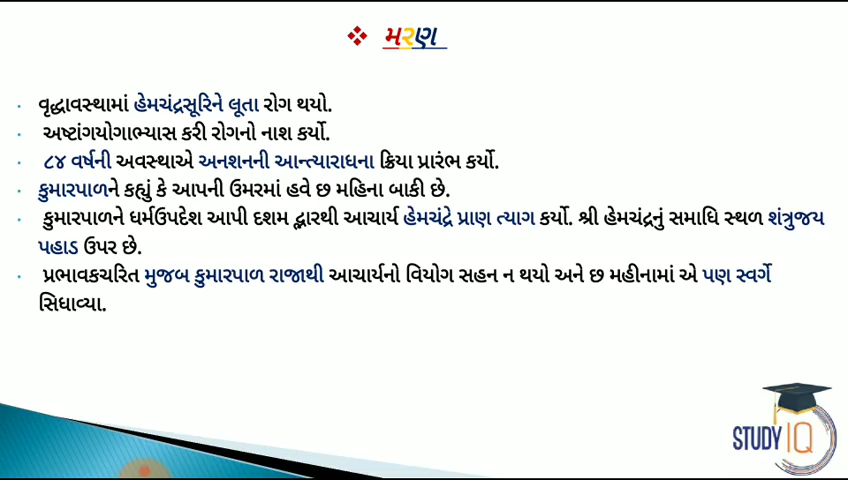 મરણ
વૃદ્ધાવસ્થામાં હેમચંદ્રસૂરિને લૂતા રોગ થયો.
અષ્ટાંગયોગાભ્યાસ કરી રોગનો નાશ કર્યો.
૮૪ વર્ષની અવસ્થાએ અનશનની આન્ત્યારાધના ક્રિયા પ્રારંભ કર્યો.
કુમારપાળને કહ્યું કે આપની ઉમરમાં હવે છ મહિના બાકી છે.
કુમારપાળને ધર્મઉપદેશ આપી દશમ દ્વારથી આચાર્ય હેમચંદ્રે પ્રાણ ત્યાગ કર્યો. શ્રી હેમચંદ્રનું સમાધિ સ્થળ શંત્રુજય
પહાડ ઉપર છે.
પ્રભાવકચરિત મુજબ કુમારપાળ રાજાથી આચાર્યનો વિયોગ સહન ન થયો અને છ મહીનામાં એ પણ સ્વર્ગે
સિધાવ્યા.
STUDY IQ